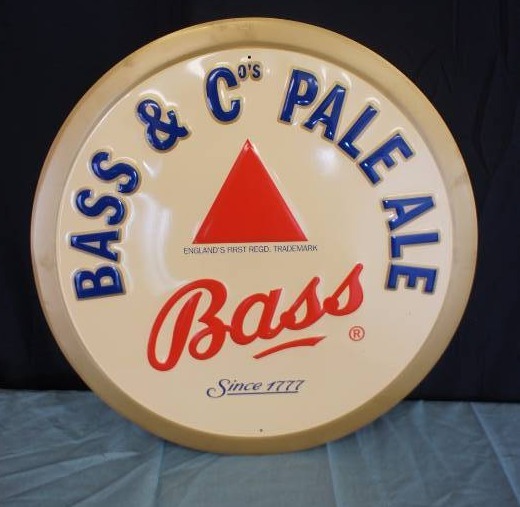 BASS & Co's PALE ALE
ENGLAND'S FIRST REGD. TRADEMARK
Bass ®
Since 1777